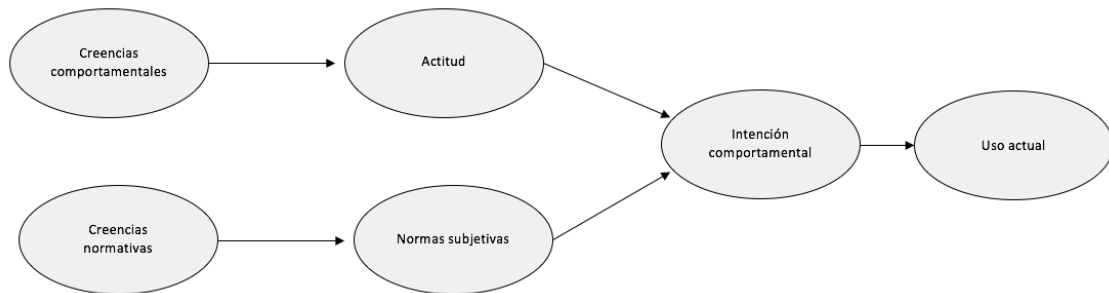 Creencias
comportamentales
Actitud
Intención
comportamental
Uso actual
Creencias
normativas
Normas subjetivas